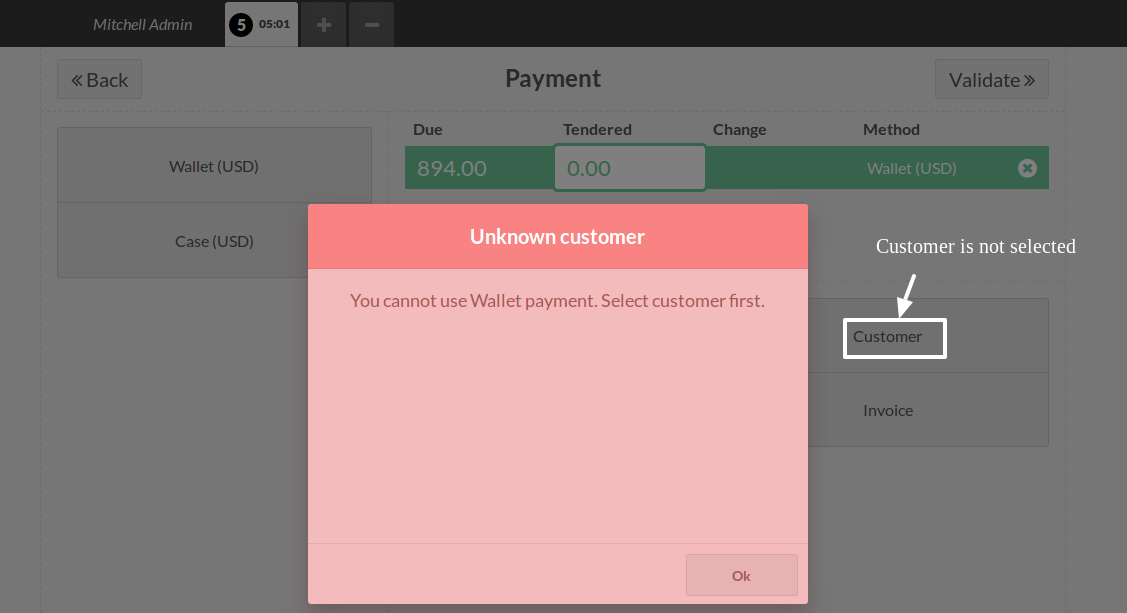 Mitchell Admin
5 05:01
Back
Payment
Validate
Due Tendered Change Method
894.00 0.00 Wallet (USD)
Wallet (USD)
Case (USD)
Unknown customer
You cannot use Wallet payment. Select customer first.
Ok
Customer is not selected
Customer
Invoice